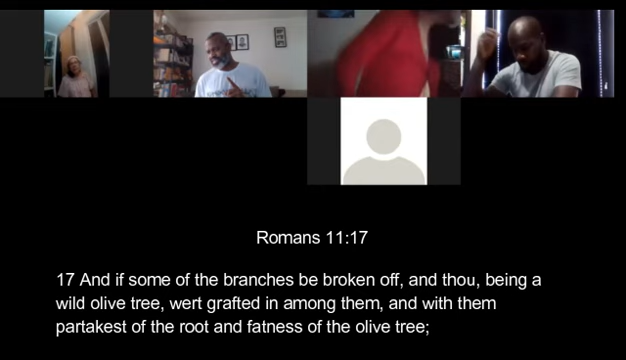 Romans 11:17
17 And if some of the branches be broken off, and thou, being a
wild olive tree, wert grafted in among them, and with them
partakest of the root and fatness of the olive tree;